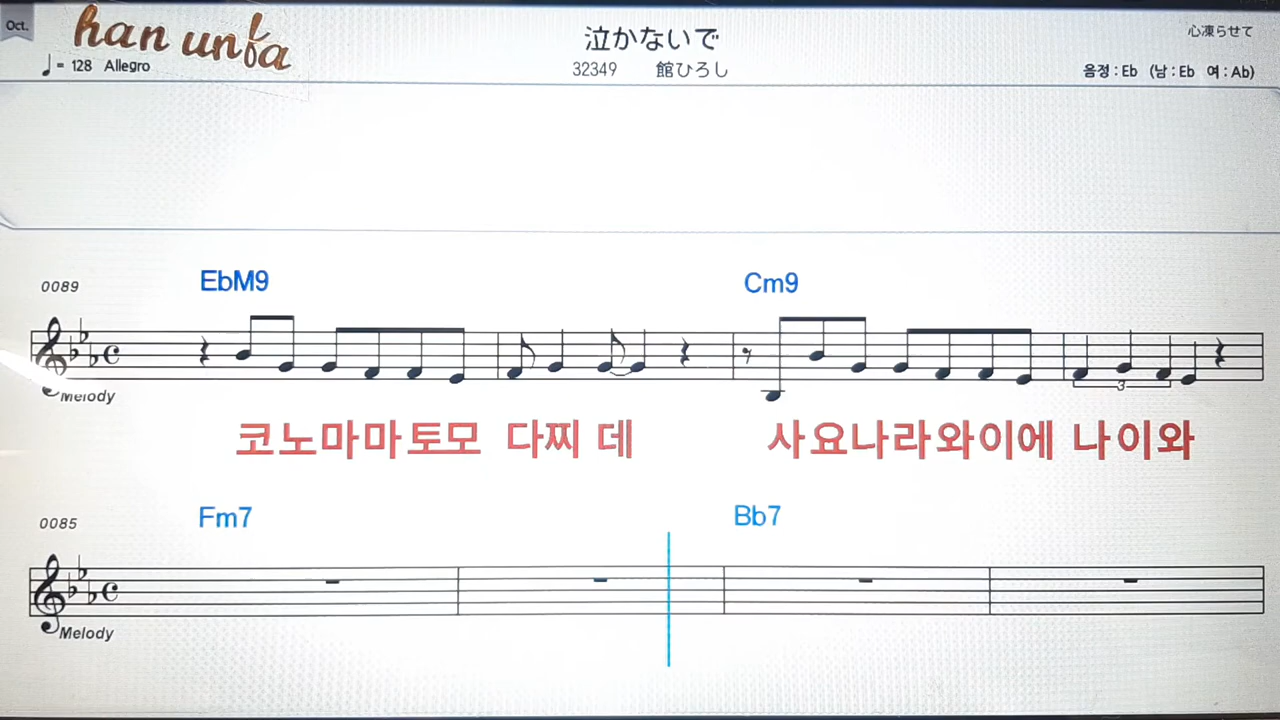 Oct.
han unba
♩= 128 Allegro
泣かないで
32349 館ひろし
心凍らせて
음정 : Eb (남 : Eb 여 : Ab)
0089
EbM9
Cm9
3
Melody
코노마마토모 다찌 데 사요나라와이에 나이와
0085
Fm7
Bb7
Melody